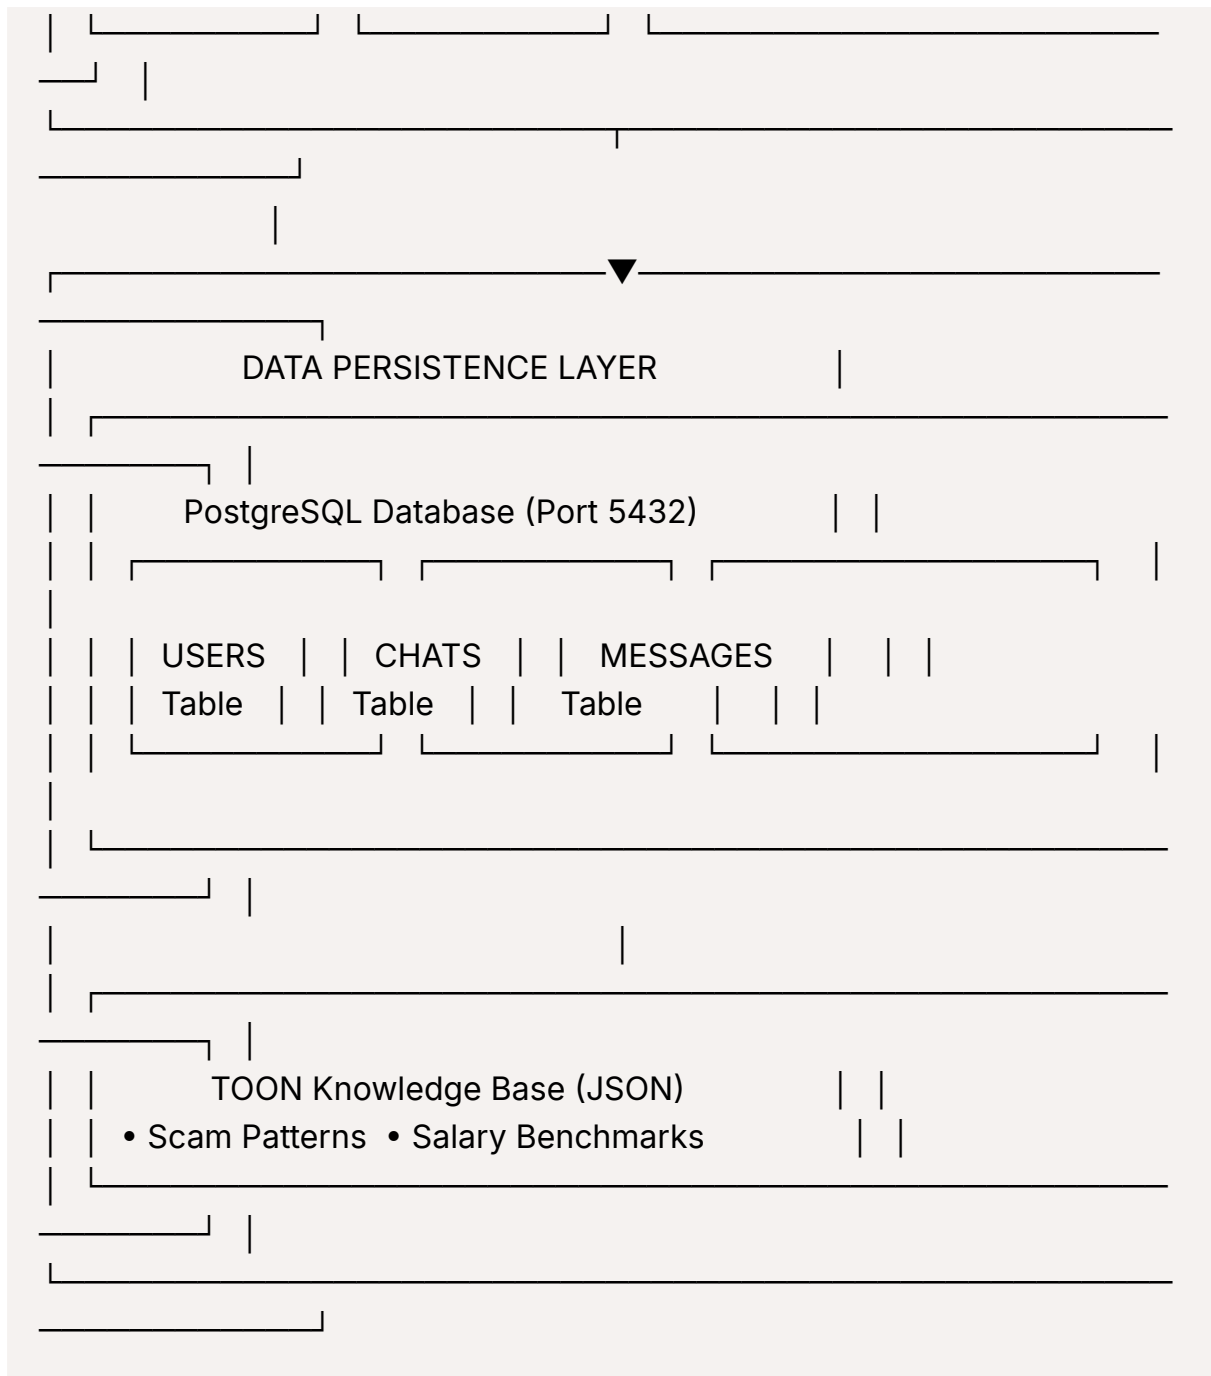 DATA PERSISTENCE LAYER
PostgreSQL Database (Port 5432)
USERS CHATS MESSAGES
Table Table Table
TOON Knowledge Base (JSON)
• Scam Patterns • Salary Benchmarks